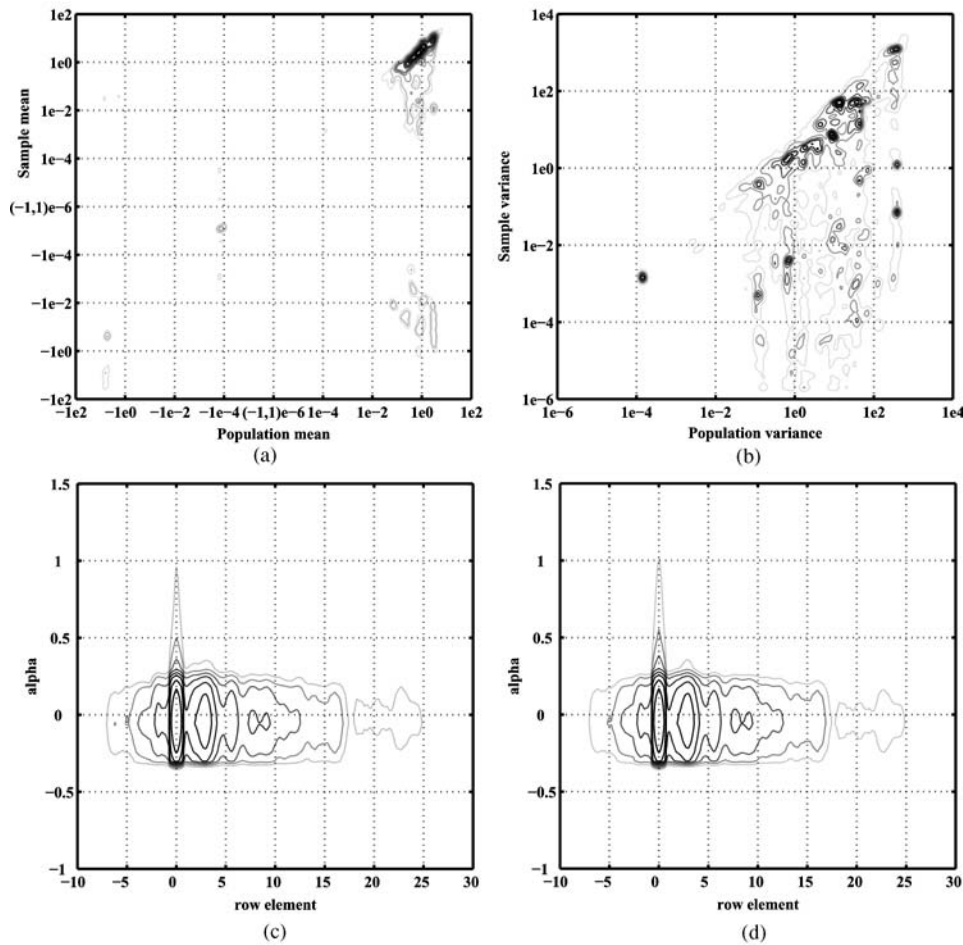 1e2
1e0
1e−2
1e−4
(−1,1)e−6
−1e−4
−1e−2
−1e0
−1e2
Sample mean
−1e2 −1e0 −1e−2 −1e−4 (−1,1)e−6 1e−4 1e−2 1e0 1e2
Population mean
(a)
1e4
1e2
1e0
1e−2
1e−4
1e−6
Sample variance
1e−6 1e−4 1e−2 1e0 1e2 1e4
Population variance
(b)
1.5
1
0.5
0
−0.5
−1
alpha
−10 −5 0 5 10 15 20 25 30
row element
(c)
1.5
1
0.5
0
−0.5
−1
alpha
−10 −5 0 5 10 15 20 25 30
row element
(d)